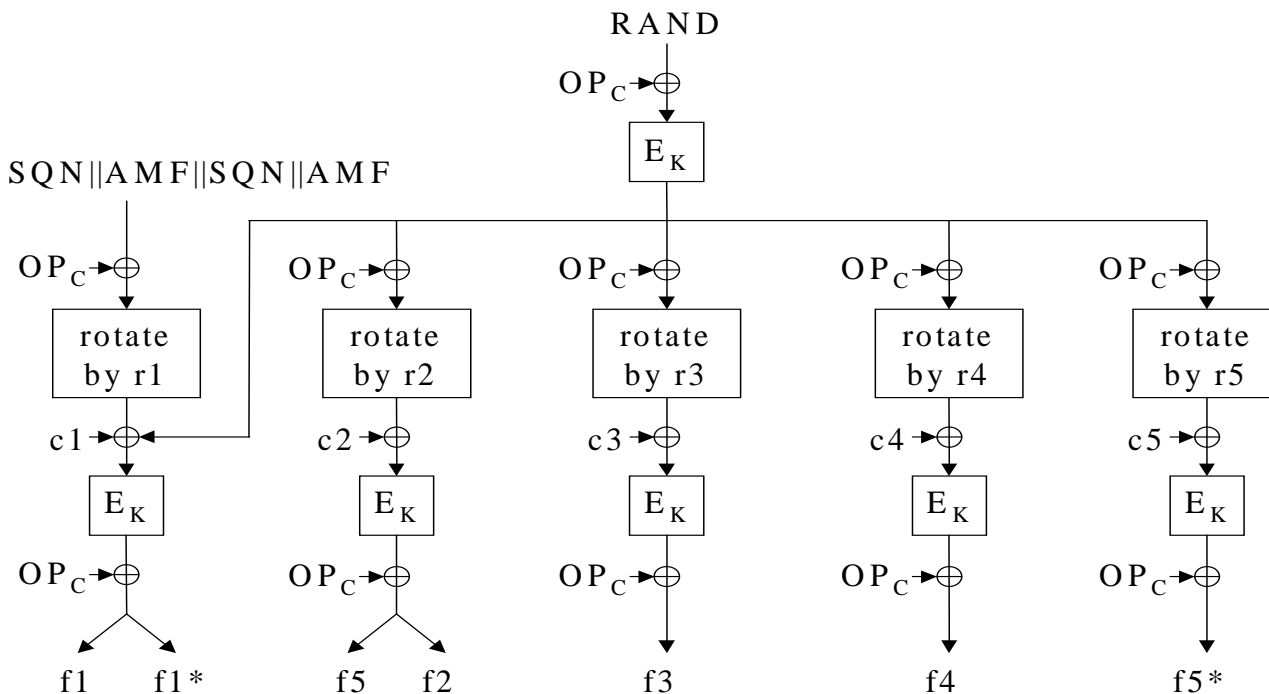 RAND
OPC
EK
SQN||AMF||SQN||AMF
OPC
OPC
OPC
OPC
OPC
rotate
by r1
rotate
by r2
rotate
by r3
rotate
by r4
rotate
by r5
c1
c2
c3
c4
c5
EK
EK
EK
EK
EK
OPC
OPC
OPC
OPC
OPC
f1
f1*
f5
f2
f3
f4
f5*